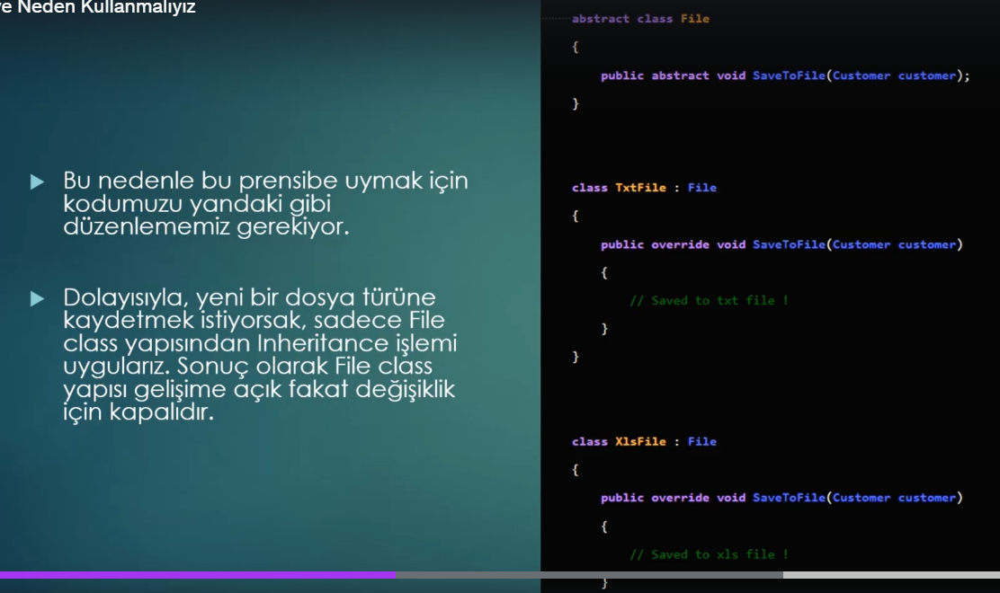 ve Neden Kullanmalıyız
Bu nedenle bu prensibe uymak için
kodumuzu yandaki gibi
düzenlememiz gerekiyor.
Dolayısıyla, yeni bir dosya türüne
kaydetmek istiyorsak, sadece File
class yapısından Inheritance işlemi
uygularız. Sonuç olarak File class
yapısı gelişime açık fakat değişiklik
için kapalıdır.
abstract class File
{
public abstract void SaveToFile(Customer customer);
}
class TxtFile : File
{
public override void SaveToFile(Customer customer)
{
// Saved to txt file !
}
}
class XlsFile : File
{
public override void SaveToFile(Customer customer)
{
// Saved to xls file !
}